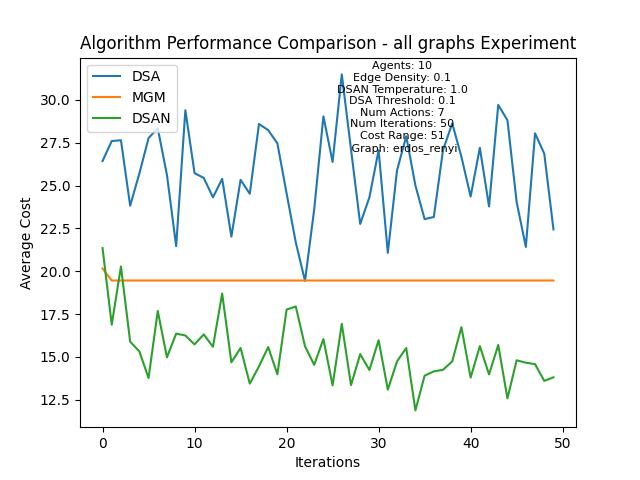 Algorithm Performance Comparison - all graphs Experiment
DSA
MGM
DSAN
Agents: 10
Edge Density: 0.1
DSAN Temperature: 1.0
DSA Threshold: 0.1
Num Actions: 7
Num Iterations: 50
Cost Range: 51
Graph: erdos_renyi
Average Cost
30.0
27.5
25.0
22.5
20.0
17.5
15.0
12.5
0 10 20 30 40 50
Iterations